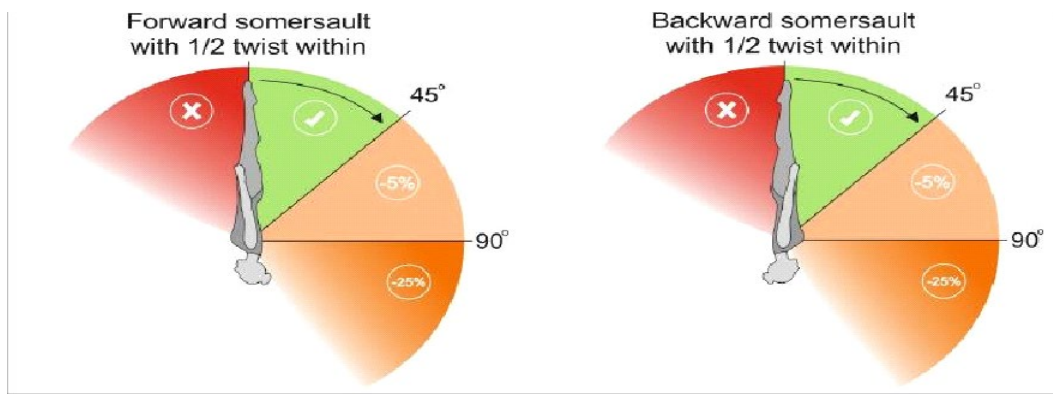 Forward somersault
with 1/2 twist within
45°
-5%
90°
-25%
Backward somersault
with 1/2 twist within
45°
-5%
90°
-25%